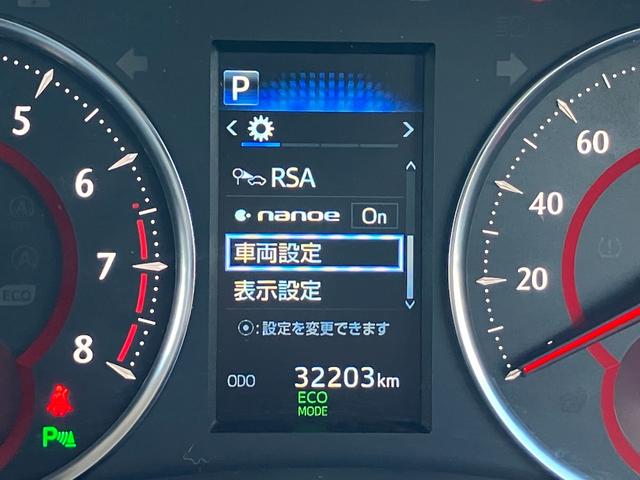 P
RSA
nanoe On
車両設定
表示設定
:設定を変更できます
ODO 32203km
ECO
MODE
5
6
7
8
P
ECO
60
40
20